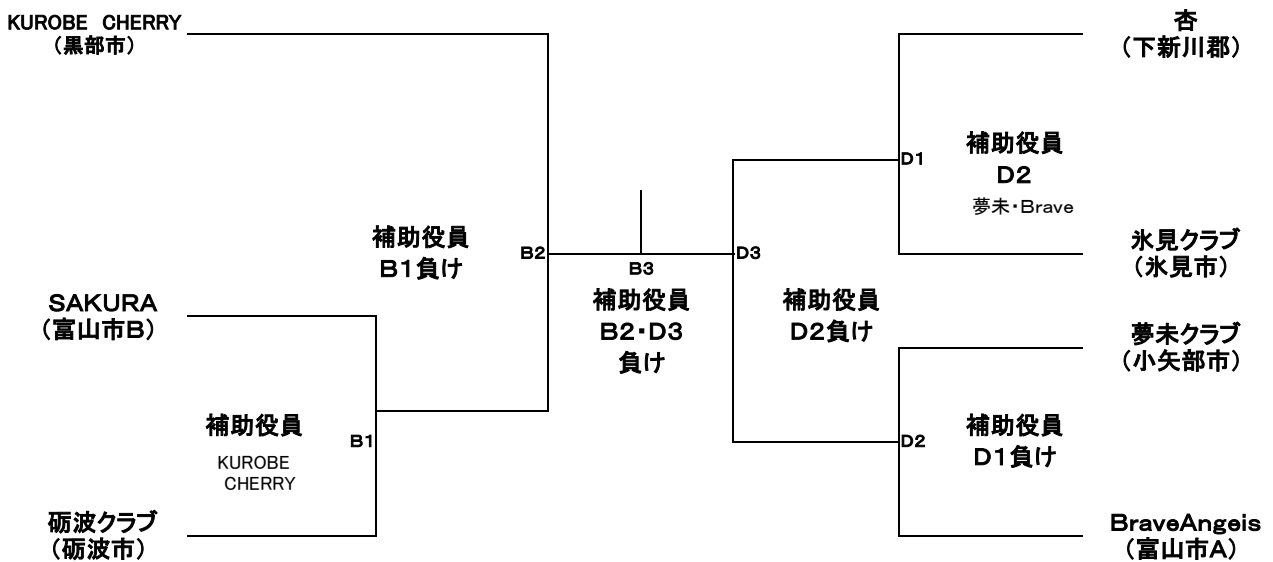 KUROBE CHERRY
（黒部市）
補助役員
B1負け
B2
SAKURA
（富山市B）
補助役員
KUROBE
CHERRY
B1
砺波クラブ
（砺波市）
B3
補助役員
B2・D3
負け
杏
（下新川郡）
D1
補助役員
D2
夢未・Brave
氷見クラブ
（氷見市）
D3
補助役員
D2負け
夢未クラブ
（小矢部市）
D2
補助役員
D1負け
BraveAngeis
（富山市A）